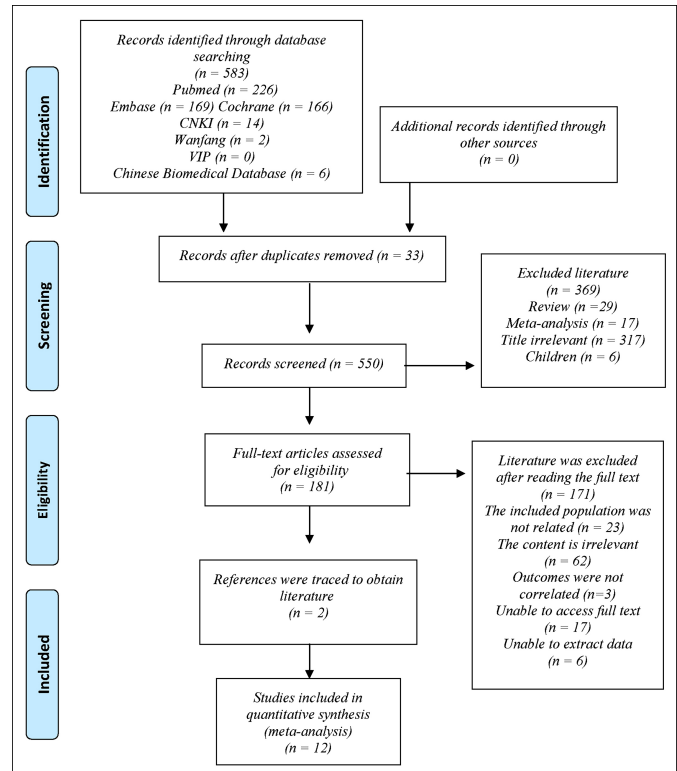 Records identified through database
searching
(n = 583)
Pubmed (n = 226)
Embase (n = 169) Cochrane (n = 166)
CNKI (n = 14)
Wanfang (n = 2)
VIP (n = 0)
Chinese Biomedical Database (n = 6)
Additional records identified through
other sources
(n = 0)
Identification
Records after duplicates removed (n = 33)
Screening
Excluded literature
(n = 369)
Review (n =29)
Meta-analysis (n = 17)
Title irrelevant (n = 317)
Children (n = 6)
Records screened (n = 550)
Eligibility
Full-text articles assessed
for eligibility
(n = 181)
Literature was excluded
after reading the full text
(n = 171)
The included population was
not related (n = 23)
The content is irrelevant
(n = 62)
Outcomes were not
correlated (n=3)
Unable to access full text
(n = 17)
Unable to extract data
(n = 6)
References were traced to obtain
literature
(n = 2)
Included
Studies included in
quantitative synthesis
(meta-analysis)
(n = 12)